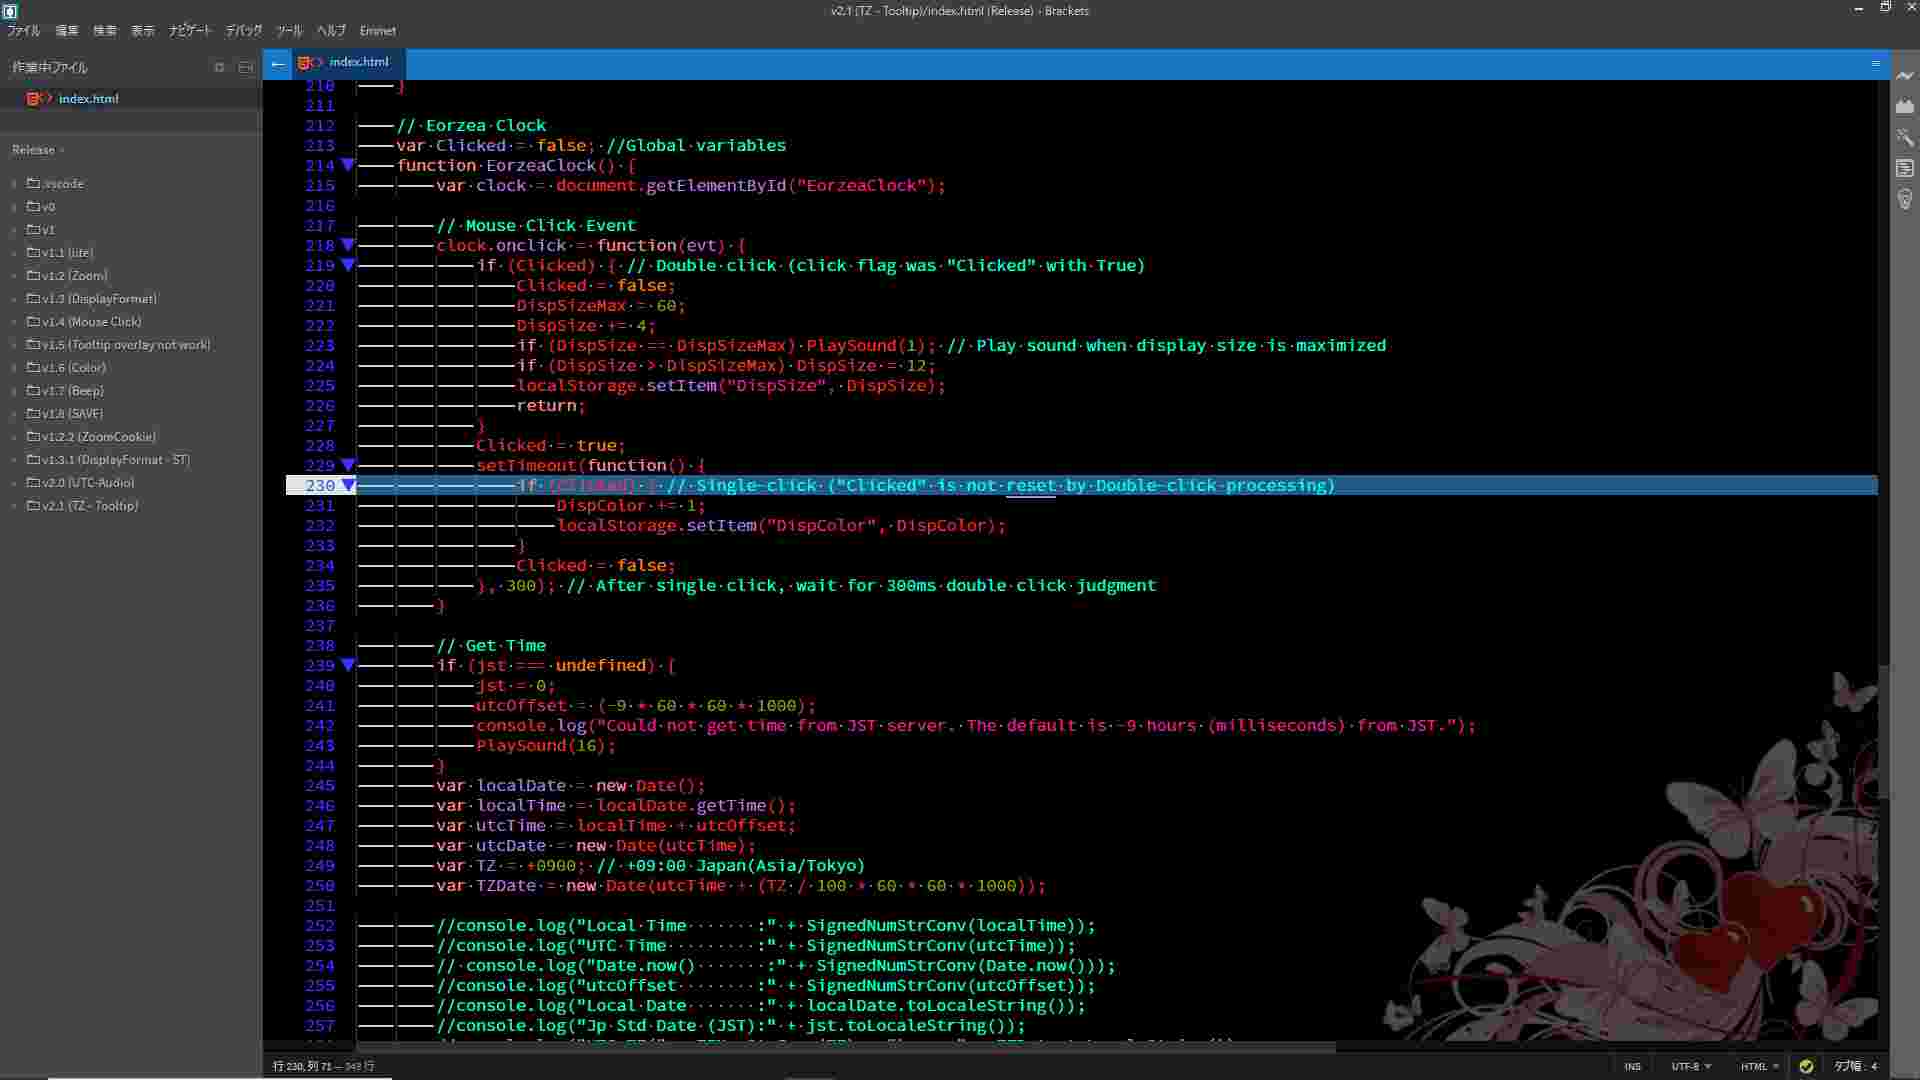 v2.1 (TZ - Tooltip)/index.html (Release) - Brackets
ファイル 編集 検索 表示 ナビゲート デバッグ ツール ヘルプ Emmet
作業中ファイル
index.html
Release
.vscode
v0
v1
v1.1 (lite)
v1.2 (Zoom)
v1.3 (DisplayFormat)
v1.4 (Mouse Click)
v1.5 (Tooltip overlay not work)
v1.6 (Color)
v1.7 (Beep)
v1.8 (SAVE)
v1.2.2 (ZoomCookie)
v1.3.1 (DisplayFormat - ST)
v2.0 (UTC-Audio)
v2.1 (TZ - Tooltip)
index.html
210 }
211
212 // Eorzea Clock
213 var Clicked = false; //Global variables
214 function EorzeaClock() {
215 var clock = document.getElementById("EorzeaClock");
216
217 // Mouse Click Event
218 clock.onclick = function(evt) {
219 if (Clicked) { // Double click (click flag was "Clicked" with True)
220 Clicked = false;
221 DispSizeMax = 60;
222 DispSize += 4;
223 if (DispSize == DispSizeMax) PlaySound(1); // Play sound when display size is maximized
224 if (DispSize > DispSizeMax) DispSize = 12;
225 localStorage.setItem("DispSize", DispSize);
226 return;
227 }
228 Clicked = true;
229 setTimeout(function() {
230 if (Clicked) { // Single click ("Clicked" is not reset by Double click processing)
231 DispColor += 1;
232 localStorage.setItem("DispColor", DispColor);
233 }
234 Clicked = false;
235 }, 300); // After single click, wait for 300ms double click judgment
236 }
237
238 // Get Time
239 if (jst === undefined) {
240 jst = 0;
241 utcOffset = (-9 * 60 * 60 * 1000);
242 console.log("Could not get time from JST server. The default is -9 hours (milliseconds) from JST.");
243 PlaySound(16);
244 }
245 var localDate = new Date();
246 var localTime = localDate.getTime();
247 var utcTime = localTime + utcOffset;
248 var utcDate = new Date(utcTime);
249 var TZ = +0900; // +09:00 Japan(Asia/Tokyo)
250 var TZDate = new Date(utcTime + (TZ / 100 * 60 * 60 * 1000));
251
252 //console.log("Local Time       :" + SignedNumStrConv(localTime));
253 //console.log("UTC Time         :" + SignedNumStrConv(utcTime));
254 // console.log("Date.now()       :" + SignedNumStrConv(Date.now()));
255 //console.log("utcOffset        :" + SignedNumStrConv(utcOffset));
256 //console.log("Local Date       :" + localDate.toLocaleString());
257 //console.log("Jp Std Date (JST):" + jst.toLocaleString());
行 230, 列 71 — 343 行 INS UTF-8 HTML タブ幅 : 4